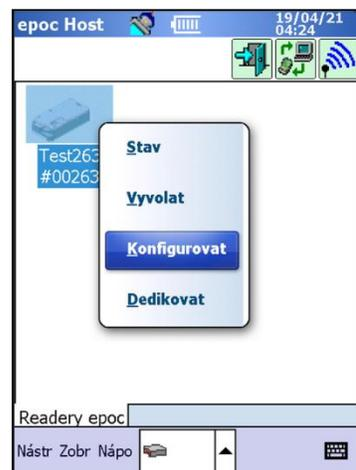 epoc Host
19/04/21
04:24
Test263
#00263
Stav
Vyvolat
Konfigurovat
Dedikovat
Readery epoc
Nástr Zobr Nápo